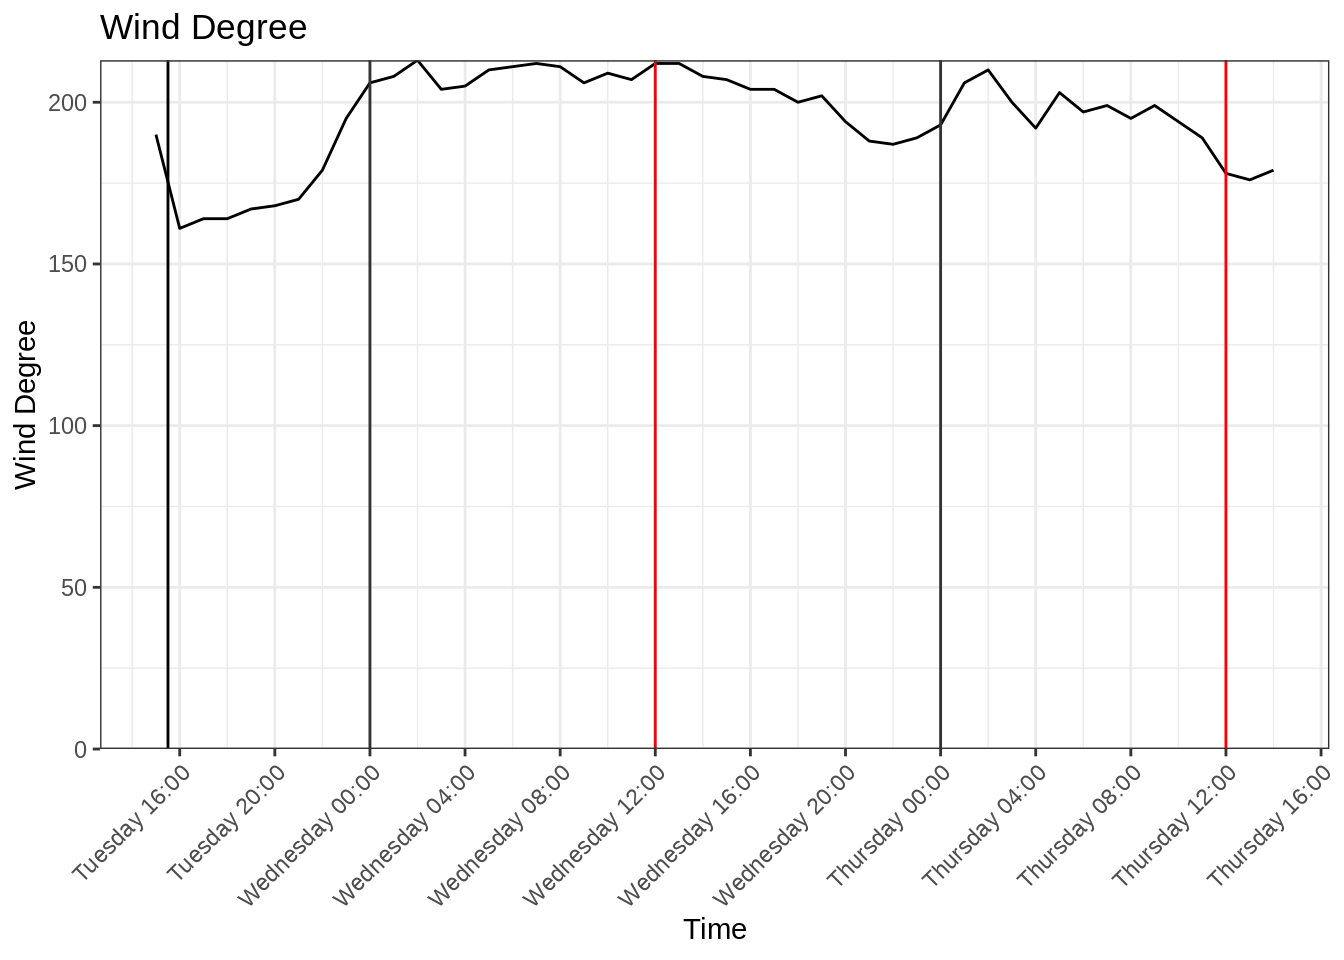 Wind Degree
Wind Degree
200
150
100
50
0
Tuesday 16:00
Tuesday 20:00
Wednesday 00:00
Wednesday 04:00
Wednesday 08:00
Wednesday 12:00
Wednesday 16:00
Wednesday 20:00
Thursday 00:00
Thursday 04:00
Thursday 08:00
Thursday 12:00
Thursday 16:00
Time